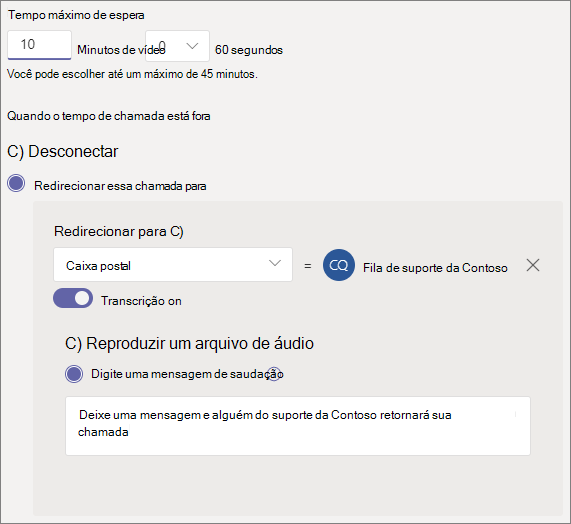 Tempo máximo de espera
10 Minutos de vídeo 0 60 segundos
Você pode escolher até um máximo de 45 minutos.
Quando o tempo de chamada está fora
C) Desconectar
Redirecionar essa chamada para
Redirecionar para C)
Caixa postal = CQ Fila de suporte da Contoso
Transcrição on
C) Reproduzir um arquivo de áudio
Digite uma mensagem de saudação
Deixe uma mensagem e alguém do suporte da Contoso retornará sua
chamada